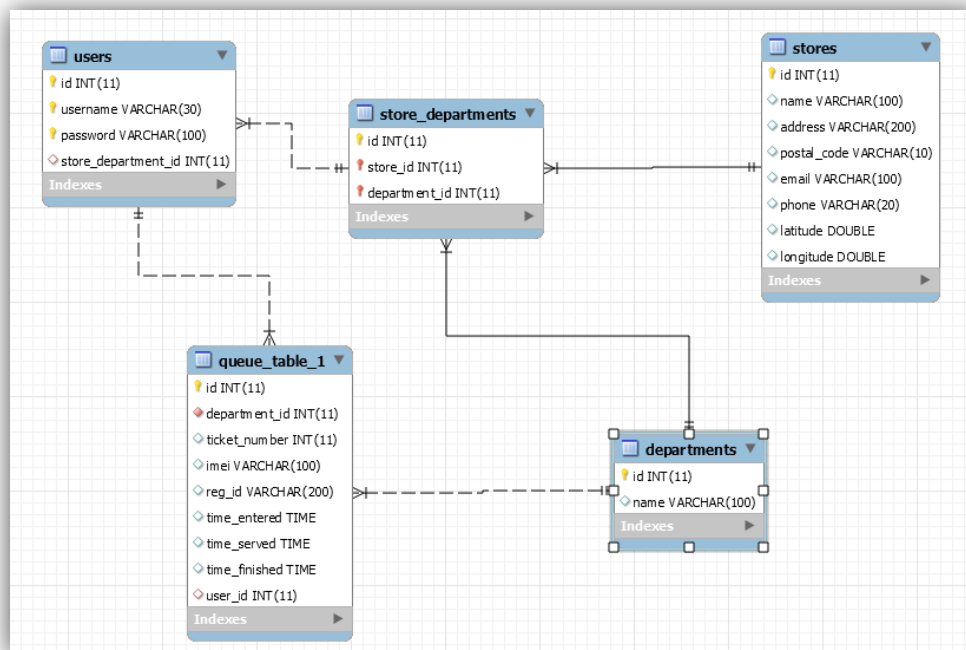 users
id INT(11)
username VARCHAR(30)
password VARCHAR(100)
store_department_id INT(11)
Indexes
store_departments
id INT(11)
store_id INT(11)
department_id INT(11)
Indexes
stores
id INT(11)
name VARCHAR(100)
address VARCHAR(200)
postal_code VARCHAR(10)
email VARCHAR(100)
phone VARCHAR(20)
latitude DOUBLE
longitude DOUBLE
Indexes
queue_table_1
id INT(11)
department_id INT(11)
ticket_number INT(11)
imei VARCHAR(100)
reg_id VARCHAR(200)
time_entered TIME
time_served TIME
time_finished TIME
user_id INT(11)
Indexes
departments
id INT(11)
name VARCHAR(100)
Indexes